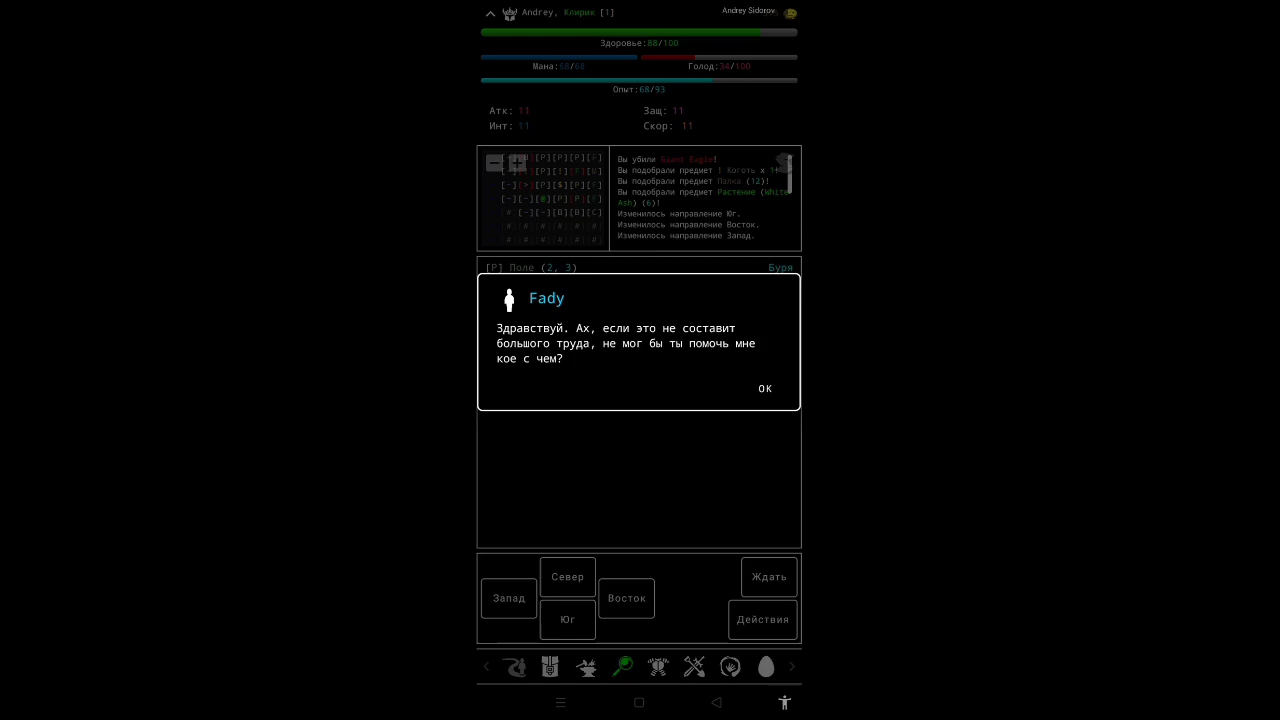 Andrey, Клирик [1]
Andrey Sidorov
Здоровье:88/100
Мана:68/68
Голод:34/100
Опыт:68/93
Атк: 11
Защ: 11
Инт: 11
Скор: 11
Вы убили Giant Eagle!
Вы подобрали предмет ! Коготь x 1!
Вы подобрали предмет Палка (12)!
Вы подобрали предмет Растение (White
Ash) (6)!
Изменилось направление Юг.
Изменилось направление Восток.
Изменилось направление Запад.
[P] Поле (2, 3)
Буря
Fady
Здравствуй. Ах, если это не составит
большого труда, не мог бы ты помочь мне
кое с чем?
OK
Север
Ждать
Запад
Восток
Юг
Действия